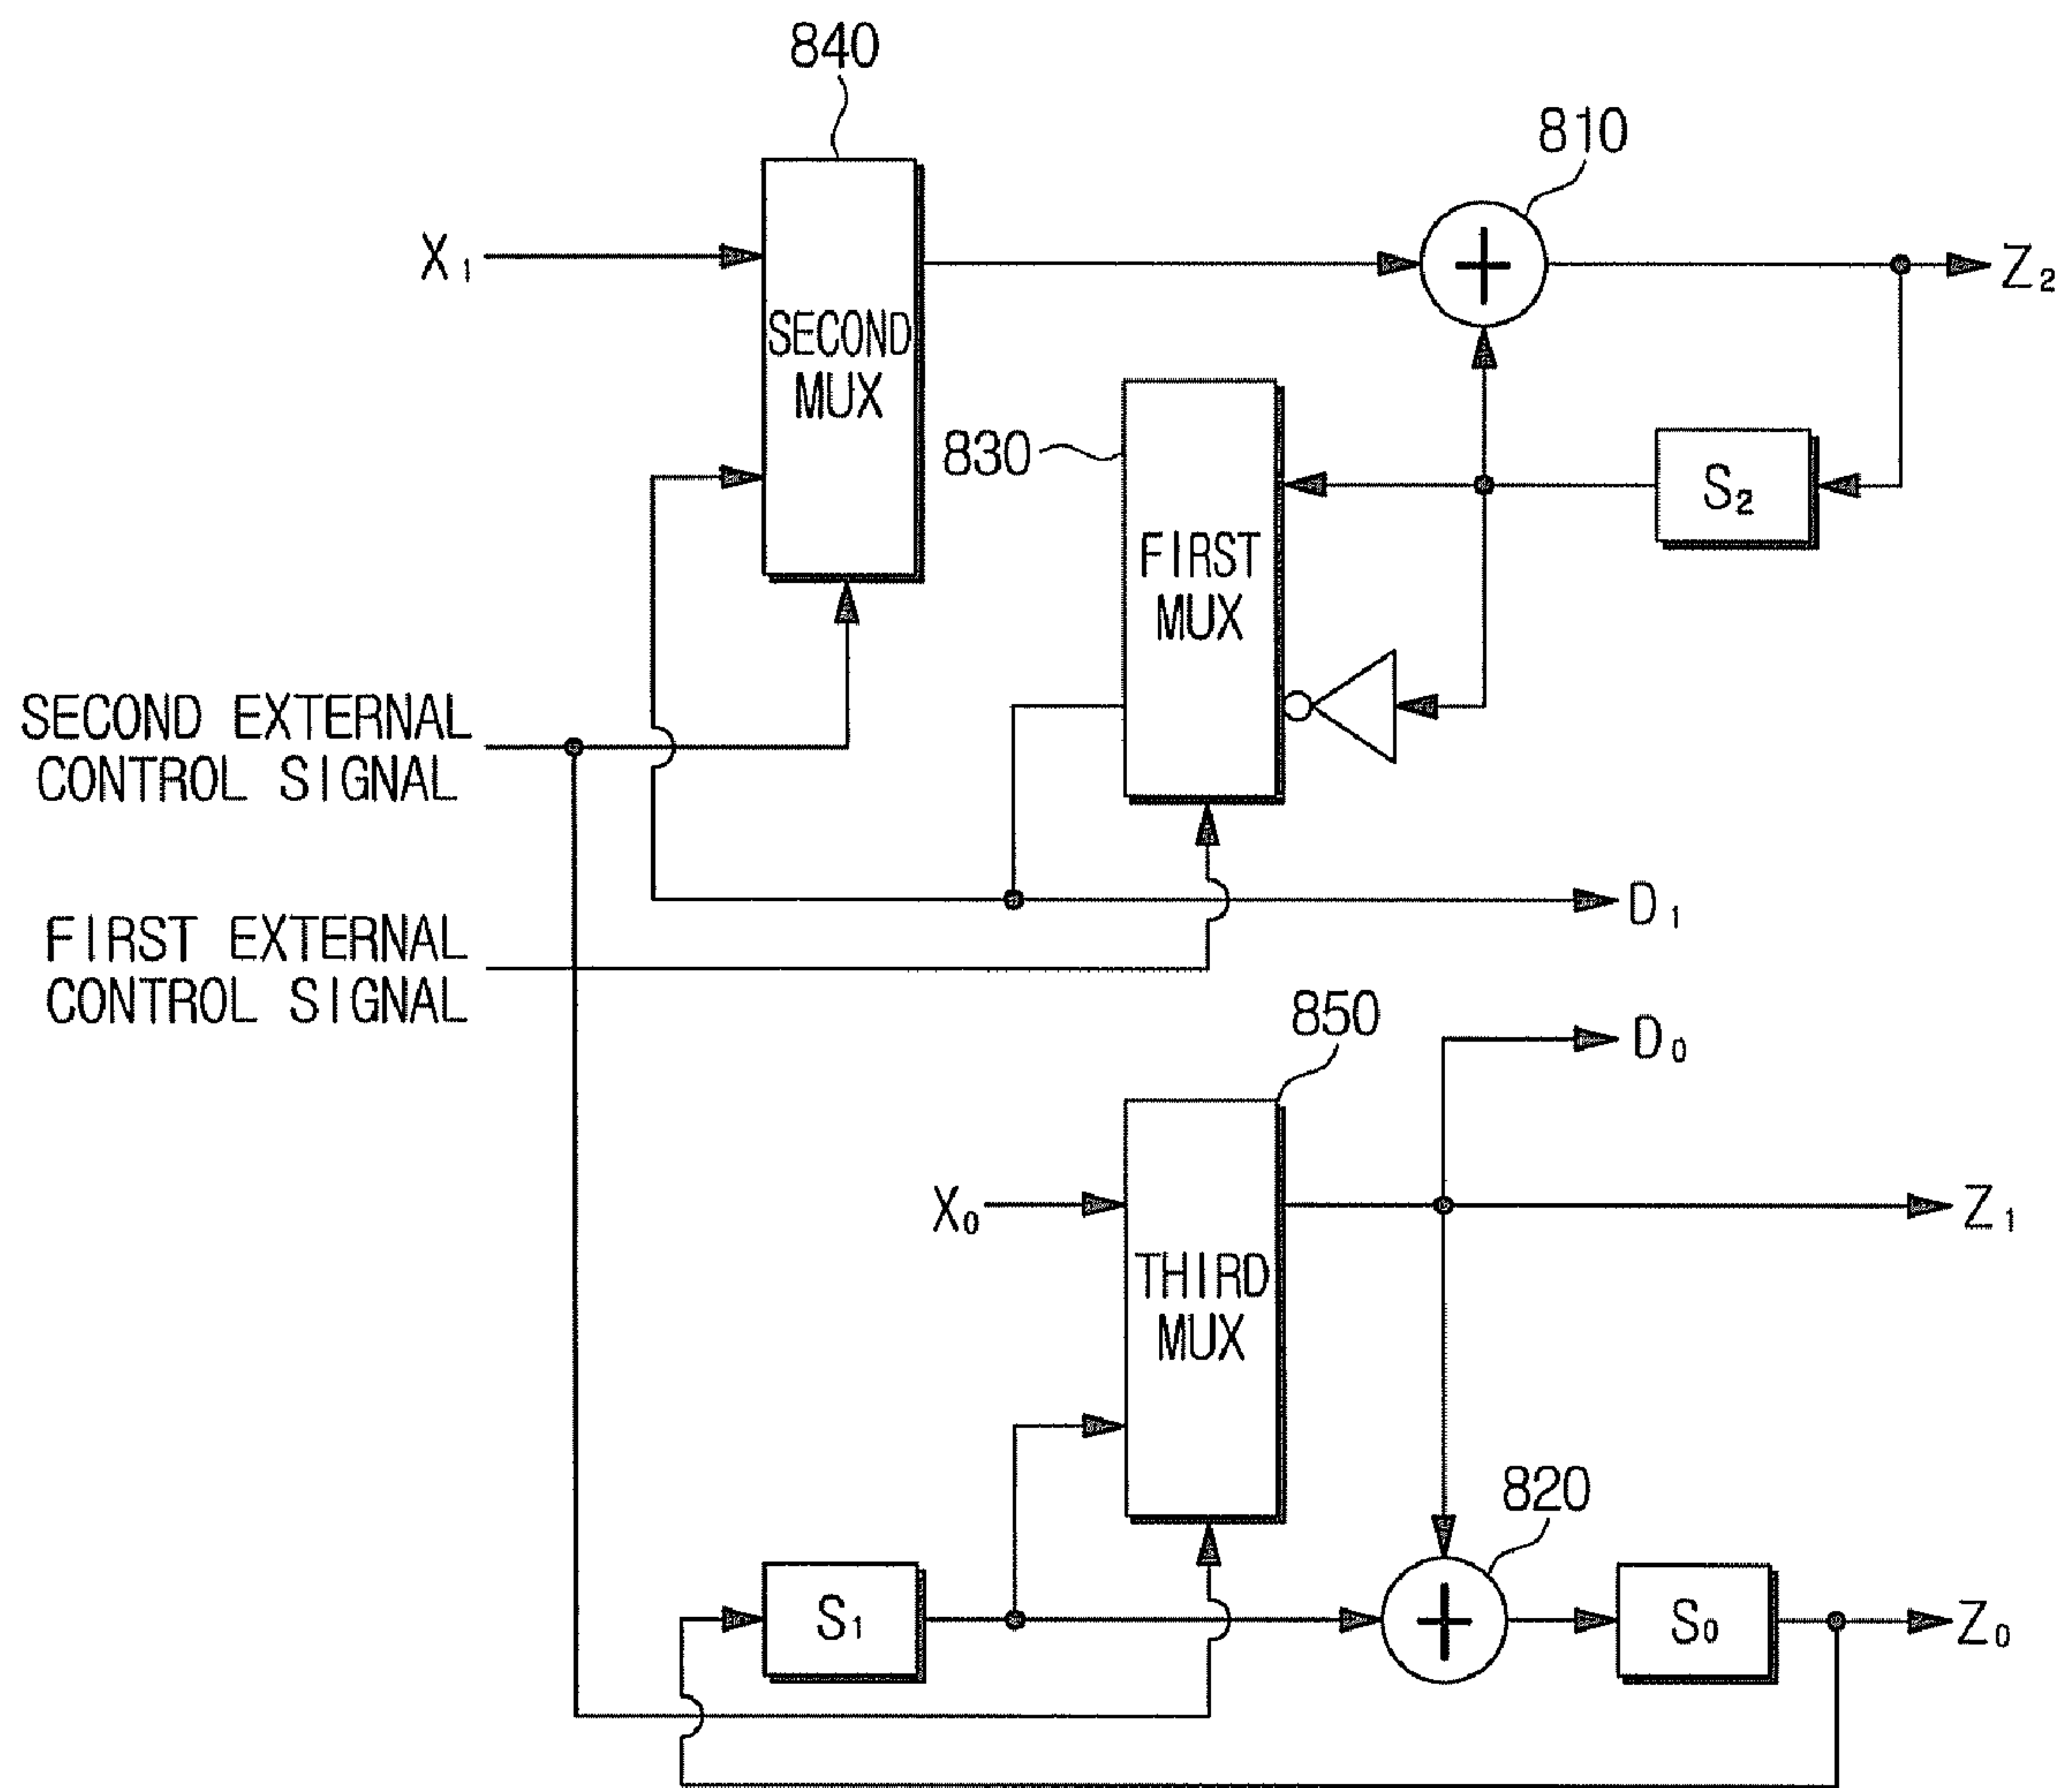 840
810
X₁
SECOND
MUX
Z₂
830
S₂
FIRST
MUX
SECOND EXTERNAL
CONTROL SIGNAL
D₁
FIRST EXTERNAL
CONTROL SIGNAL
850
D₀
X₀
Z₁
THIRD
MUX
820
S₁
S₀
Z₀